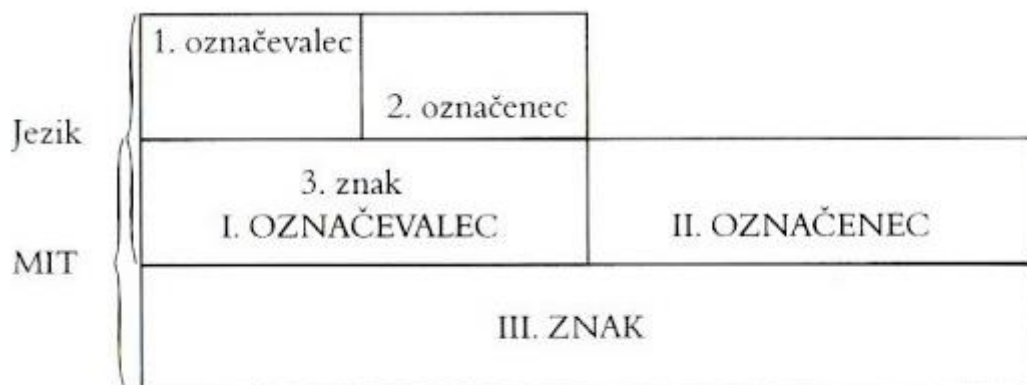 1. označevalec
2. označenec
Jezik
3. znak
I. OZNAČEVALEC
II. OZNAČENEC
MIT
III. ZNAK